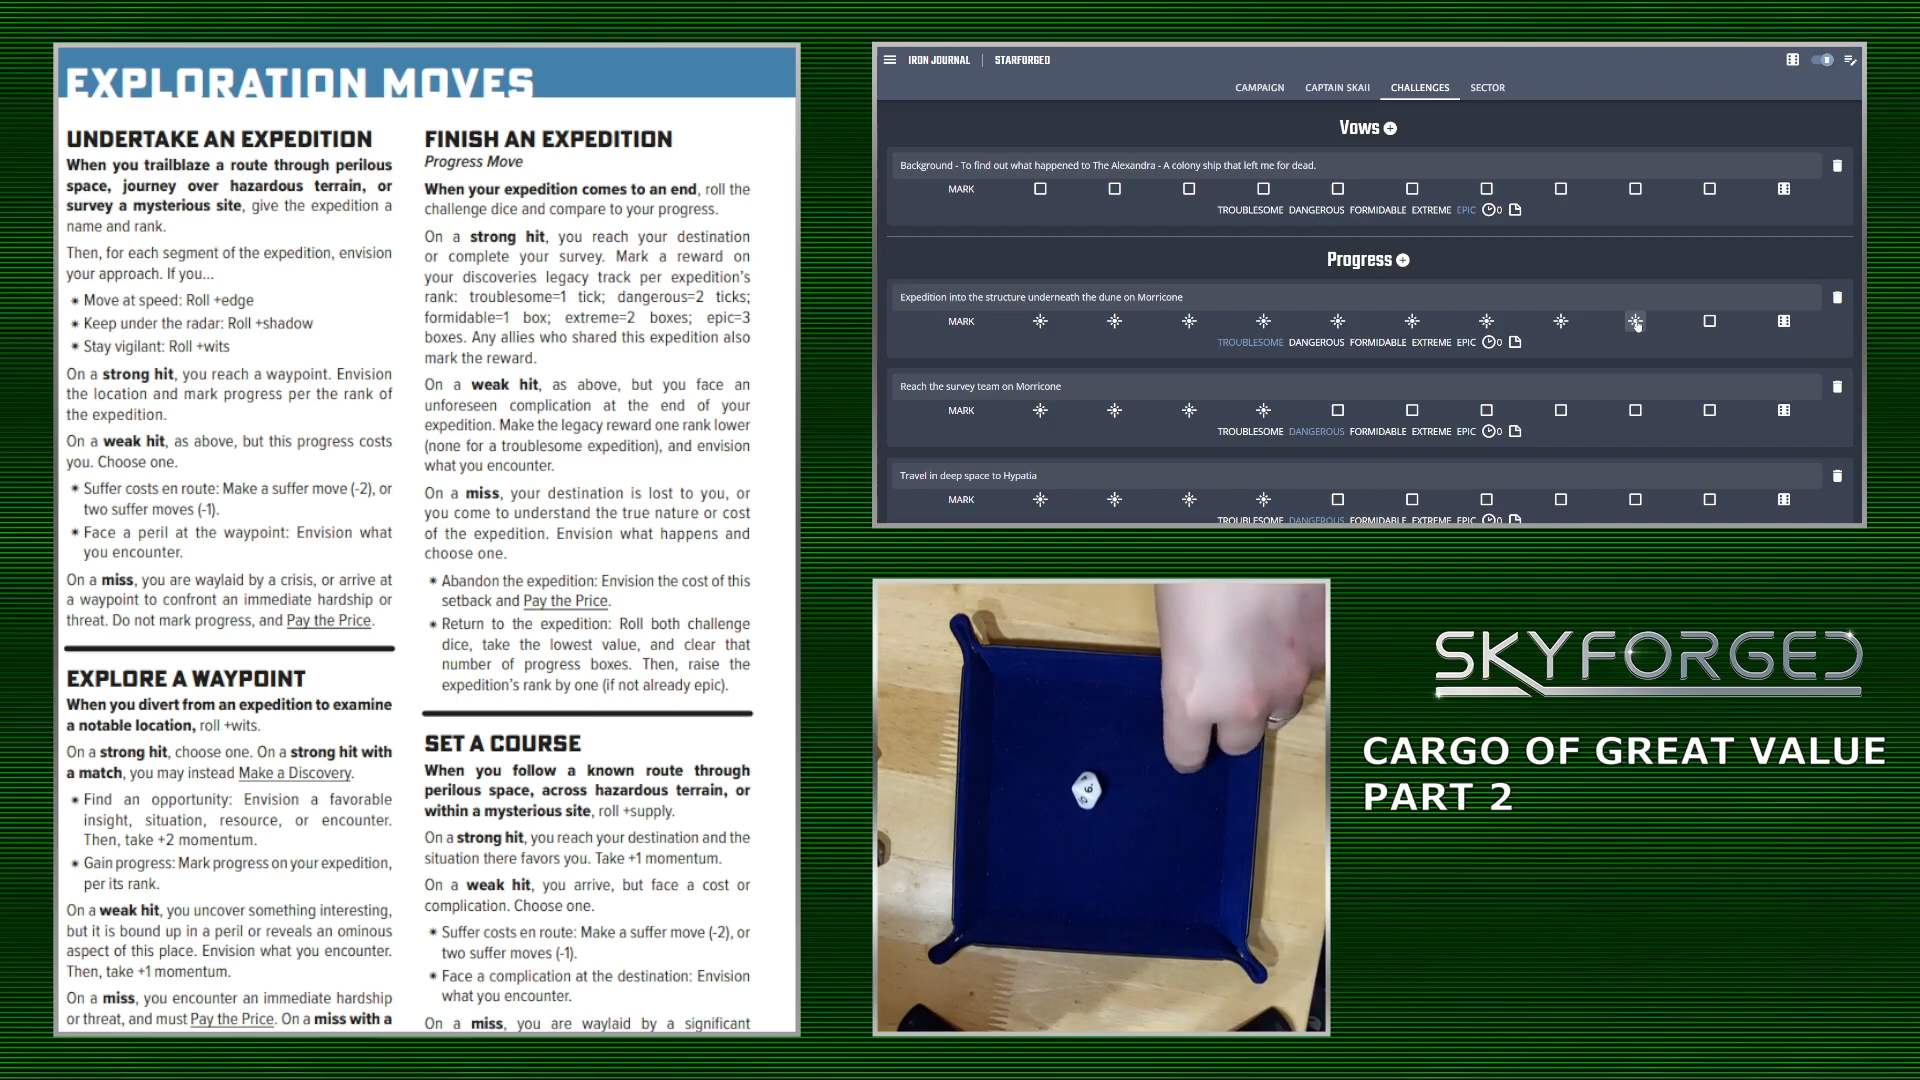 EXPLORATION MOVES
UNDERTAKE AN EXPEDITION
When you trailblaze a route through perilous
space, journey over hazardous terrain, or
survey a mysterious site, give the expedition a
name and rank.
Then, for each segment of the expedition, envision
your approach. If you...
✴ Move at speed: Roll +edge
✴ Keep under the radar: Roll +shadow
✴ Stay vigilant: Roll +wits
On a strong hit, you reach a waypoint. Envision
the location and mark progress per the rank of
the expedition.
On a weak hit, as above, but this progress costs
you. Choose one.
✴ Suffer costs en route: Make a suffer move (-2), or
two suffer moves (-1).
✴ Face a peril at the waypoint: Envision what
you encounter.
On a miss, you are waylaid by a crisis, or arrive at
a waypoint to confront an immediate hardship or
threat. Do not mark progress, and Pay the Price.
EXPLORE A WAYPOINT
When you divert from an expedition to examine
a notable location, roll +wits.
On a strong hit, choose one. On a strong hit with
a match, you may instead Make a Discovery.
✴ Find an opportunity: Envision a favorable
insight, situation, resource, or encounter.
Then, take +2 momentum.
✴ Gain progress: Mark progress on your expedition,
per its rank.
On a weak hit, you uncover something interesting,
but it is bound up in a peril or reveals an ominous
aspect of this place. Envision what you encounter.
Then, take +1 momentum.
On a miss, you encounter an immediate hardship
or threat, and must Pay the Price. On a miss with a
FINISH AN EXPEDITION
Progress Move
When your expedition comes to an end, roll the
challenge dice and compare to your progress.
On a strong hit, you reach your destination
or complete your survey. Mark a reward on
your discoveries legacy track per expedition's
rank: troublesome=1 tick; dangerous=2 ticks;
formidable=1 box; extreme=2 boxes; epic=3
boxes. Any allies who shared this expedition also
mark the reward.
On a weak hit, as above, but you face an
unforeseen complication at the end of your
expedition. Make the legacy reward one rank lower
(none for a troublesome expedition), and envision
what you encounter.
On a miss, your destination is lost to you, or
you come to understand the true nature or cost
of the expedition. Envision what happens and
choose one.
✴ Abandon the expedition: Envision the cost of this
setback and Pay the Price.
✴ Return to the expedition: Roll both challenge
dice, take the lowest value, and clear that
number of progress boxes. Then, raise the
expedition's rank by one (if not already epic).
SET A COURSE
When you follow a known route through
perilous space, across hazardous terrain, or
within a mysterious site, roll +supply.
On a strong hit, you reach your destination and the
situation there favors you. Take +1 momentum.
On a weak hit, you arrive, but face a cost or
complication. Choose one.
✴ Suffer costs en route: Make a suffer move (-2), or
two suffer moves (-1).
✴ Face a complication at the destination: Envision
what you encounter.
On a miss, you are waylaid by a significant
IRON JOURNAL | STARFORGED
CAMPAIGN CAPTAIN SKAII CHALLENGES SECTOR
Vows
Background - To find out what happened to The Alexandra - A colony ship that left me for dead.
MARK
TROUBLESOME DANGEROUS FORMIDABLE EXTREME EPIC 0
Progress
Expedition into the structure underneath the dune on Morricone
MARK
TROUBLESOME DANGEROUS FORMIDABLE EXTREME EPIC 0
Reach the survey team on Morricone
MARK
TROUBLESOME DANGEROUS FORMIDABLE EXTREME EPIC 0
Travel in deep space to Hypatia
MARK
TROUBLESOME DANGEROUS FORMIDABLE EXTREME EPIC 0
SKYFORGED
CARGO OF GREAT VALUE
PART 2